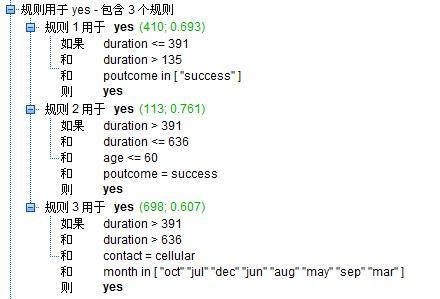 规则用于 yes - 包含 3 个规则
规则 1 用于 yes (410; 0.693)
如果 duration <= 391
和 duration > 135
和 poutcome in [ "success" ]
则 yes
规则 2 用于 yes (113; 0.761)
如果 duration > 391
和 duration <= 636
和 age <= 60
和 poutcome = success
则 yes
规则 3 用于 yes (698; 0.607)
如果 duration > 391
和 duration > 636
和 contact = cellular
和 month in [ "oct" "jul" "dec" "jun" "aug" "may" "sep" "mar" ]
则 yes